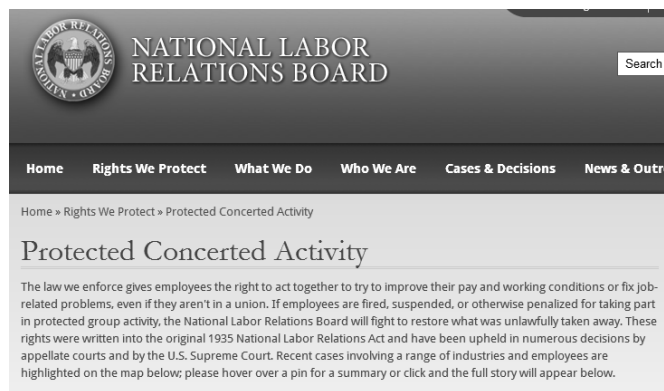 NATIONAL LABOR
RELATIONS BOARD
NATIONAL LABOR RELATIONS BOARD
Search
Home Rights We Protect What We Do Who We Are Cases & Decisions News & Outr
Home » Rights We Protect » Protected Concerted Activity
Protected Concerted Activity
The law we enforce gives employees the right to act together to try to improve their pay and working conditions or fix job-
related problems, even if they aren't in a union. If employees are fired, suspended, or otherwise penalized for taking part
in protected group activity, the National Labor Relations Board will fight to restore what was unlawfully taken away. These
rights were written into the original 1935 National Labor Relations Act and have been upheld in numerous decisions by
appellate courts and by the U.S. Supreme Court. Recent cases involving a range of industries and employees are
highlighted on the map below; please hover over a pin for a summary or click and the full story will appear below.